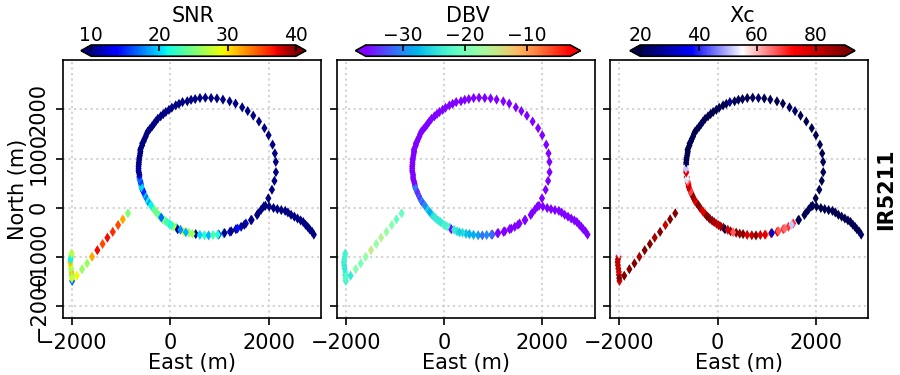 SNR DBV Xc
10 20 30 40 −30 −20 −10 20 40 60 80
North (m)
2000
1000
0
−1000
−2000
IR5211
−2000 0 2000 −2000 0 2000 −2000 0 2000
East (m) East (m) East (m)